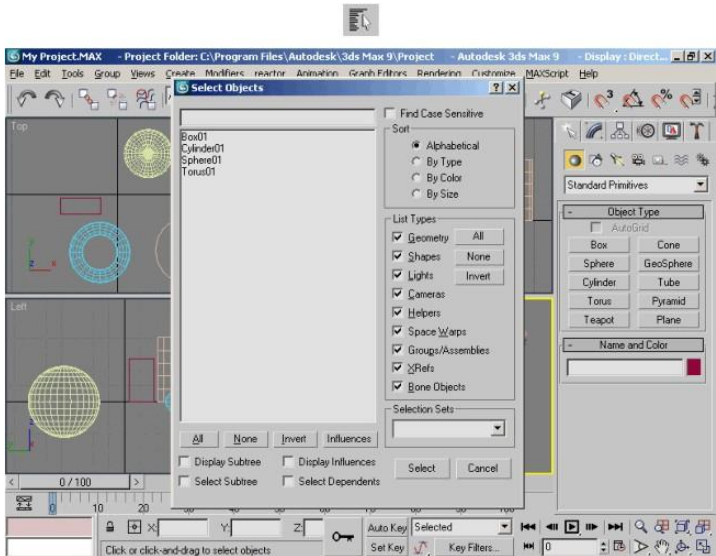 My Project.MAX - Project Folder: C:\Program Files\Autodesk\3ds Max 9\Project - Autodesk 3ds Max 9 - Display : Direct...
File Edit Tools Group Views Create Modifiers reactor Animation Graph Editors Rendering Customize MAXScript Help
Select Objects
Find Case Sensitive
Sort
Alphabetical
By Type
By Color
By Size
Box01
Cylinder01
Sphere01
Torus01
List Types
Geometry All
Shapes None
Lights Invert
Cameras
Helpers
Space Warps
Groups/Assemblies
XRefs
Bone Objects
Selection Sets
All None Invert Influences
Display Subtree Display Influences
Select Subtree Select Dependents
Select Cancel
Top
y
z x
Left
z
Standard Primitives
- Object Type
AutoGrid
Box Cone
Sphere GeoSphere
Cylinder Tube
Torus Pyramid
Teapot Plane
- Name and Color
< 0 / 100 >
0 10 20
X: Y: Z:
Auto Key Selected
Set Key Key Filters...
0
Click or click-and-drag to select objects